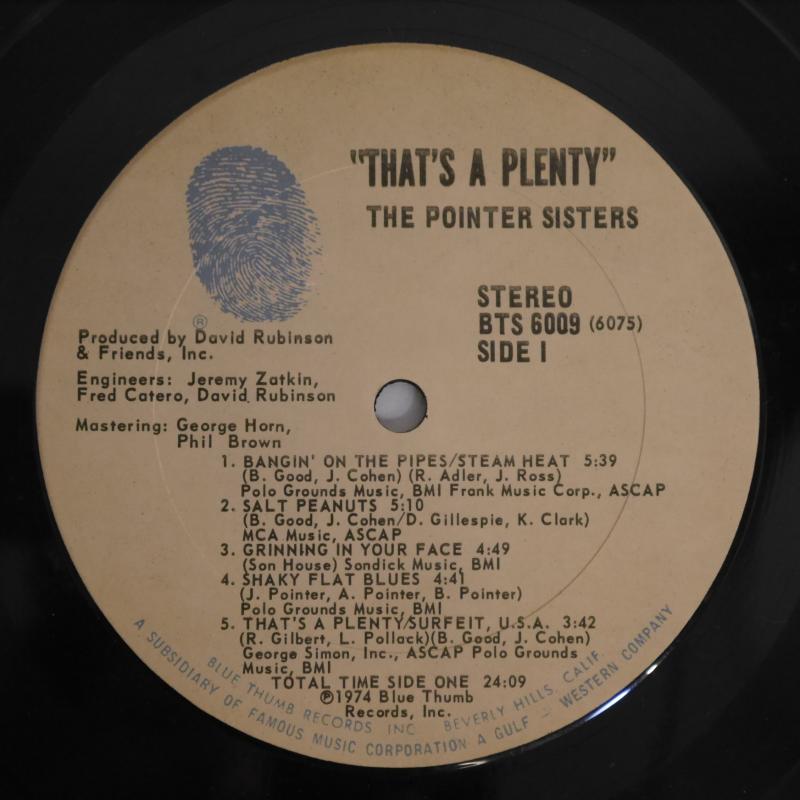 "THAT'S A PLENTY"
THE POINTER SISTERS
STEREO
BTS 6009 (6075)
SIDE I
®
Produced by David Rubinson
& Friends, Inc.
Engineers: Jeremy Zatkin,
Fred Catero, David Rubinson
Mastering: George Horn,
Phil Brown
1. BANGIN' ON THE PIPES/STEAM HEAT 5:39
(B. Good, J. Cohen) (R. Adler, J. Ross)
Polo Grounds Music, BMI Frank Music Corp., ASCAP
2. SALT PEANUTS 5:10
(B. Good, J. Cohen/D. Gillespie, K. Clark)
MCA Music, ASCAP
3. GRINNING IN YOUR FACE 4:49
(Son House) Sondick Music, BMI
4. SHAKY FLAT BLUES 4:41
(J. Pointer, A. Pointer, B. Pointer)
Polo Grounds Music, BMI
5. THAT'S A PLENTY/SURFEIT, U.S.A. 3:42
(R. Gilbert, L. Pollack)(B. Good, J. Cohen)
George Simon, Inc., ASCAP Polo Grounds
Music, BMI
TOTAL TIME SIDE ONE 24:09
℗1974 Blue Thumb
Records, Inc.
BLUE THUMB RECORDS INC BEVERLY HILLS, CALIF.
A SUBSIDIARY OF FAMOUS MUSIC CORPORATION A GULF + WESTERN COMPANY